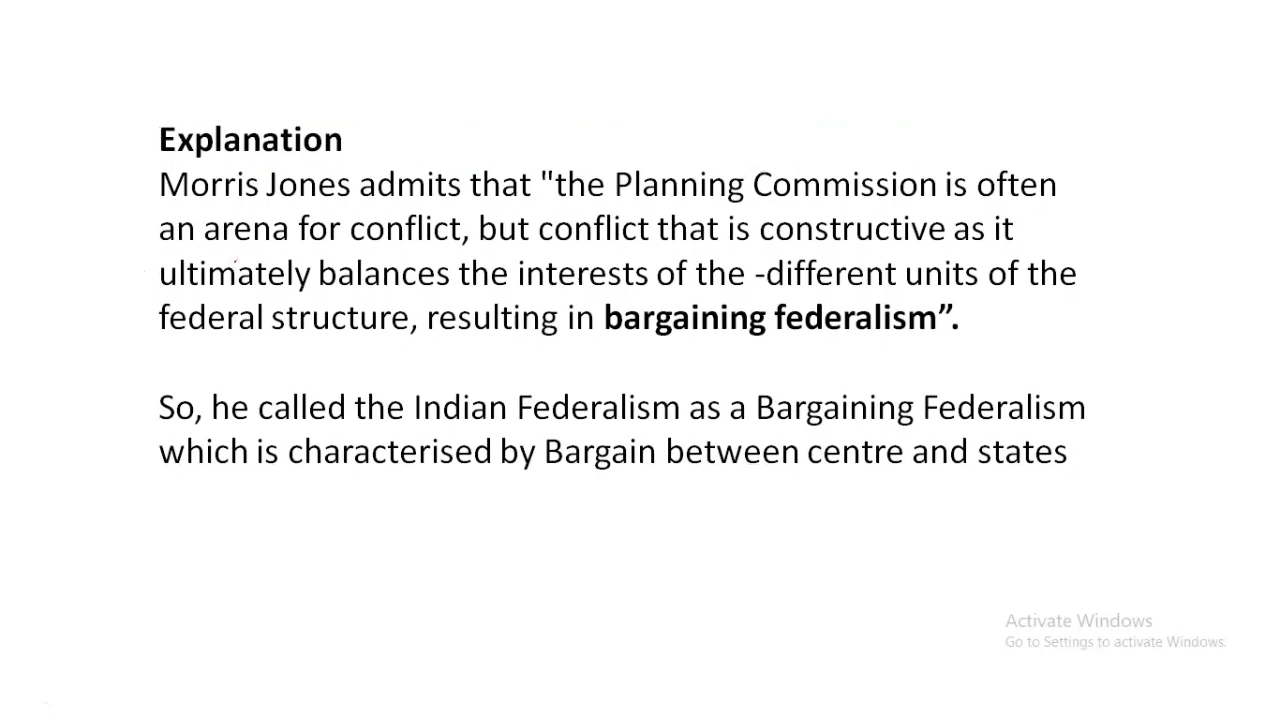 Explanation
Morris Jones admits that "the Planning Commission is often
an arena for conflict, but conflict that is constructive as it
ultimately balances the interests of the -different units of the
federal structure, resulting in bargaining federalism”.
So, he called the Indian Federalism as a Bargaining Federalism
which is characterised by Bargain between centre and states
Activate Windows
Go to Settings to activate Windows.